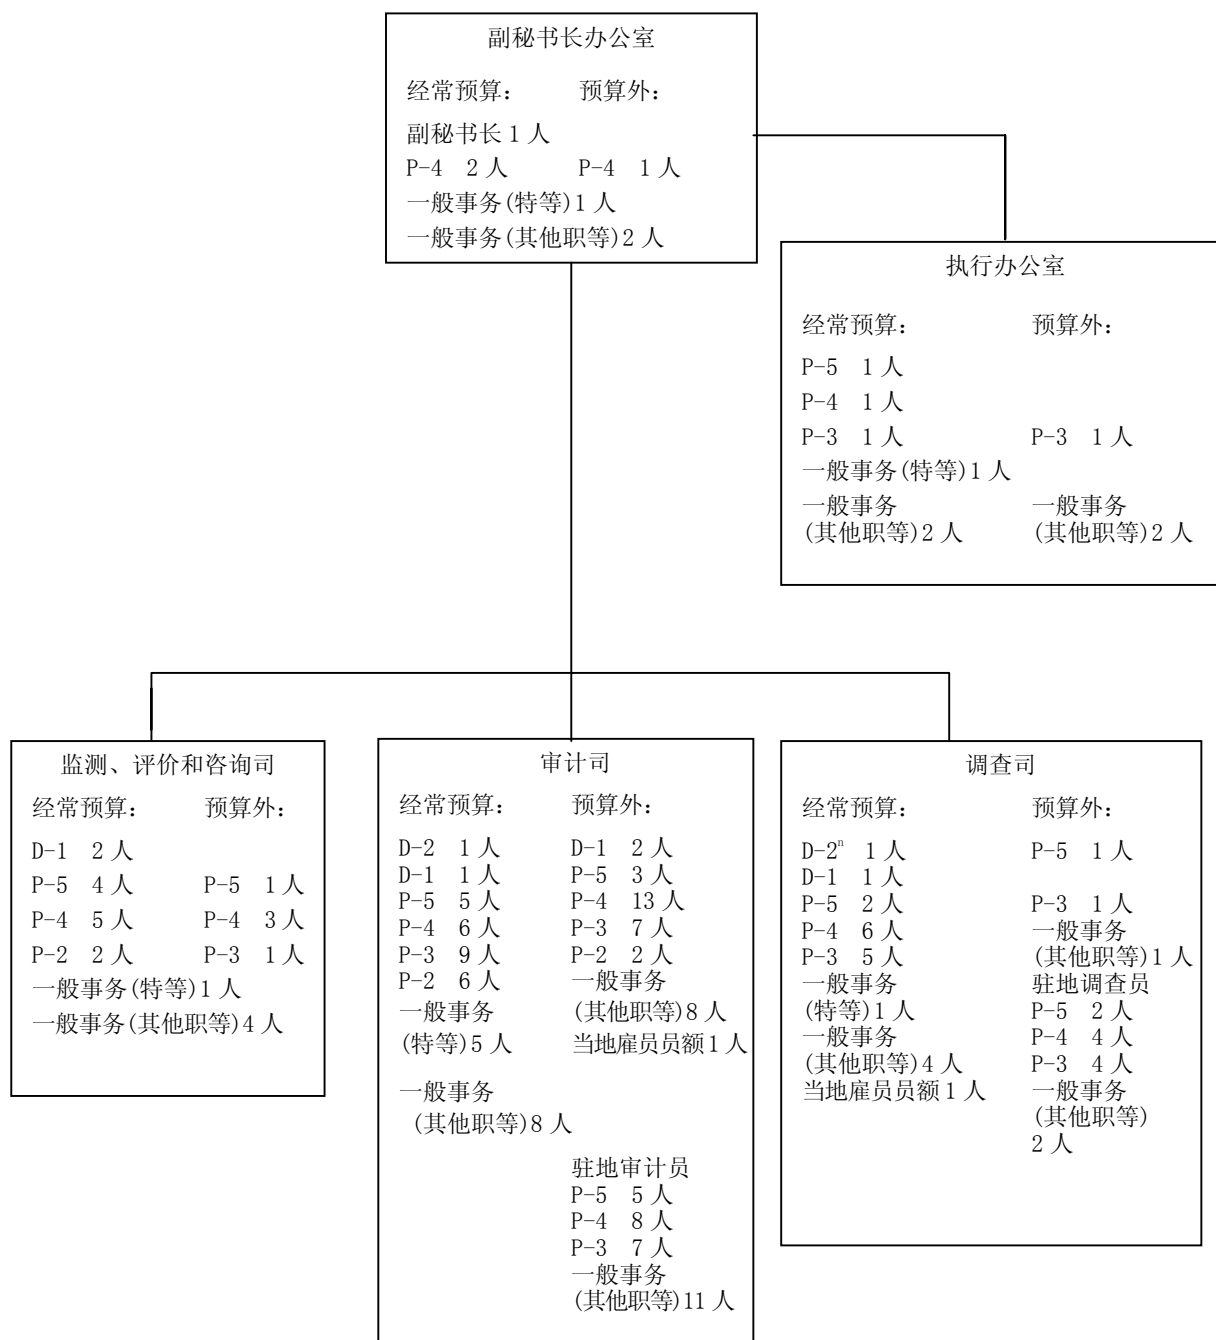 副秘书长办公室
经常预算： 预算外：
副秘书长 1 人
P-4 2 人 P-4 1 人
一般事务(特等)1 人
一般事务(其他职等)2 人
执行办公室
经常预算： 预算外：
P-5 1 人
P-4 1 人
P-3 1 人 P-3 1 人
一般事务(特等)1 人
一般事务 一般事务
(其他职等)2 人 (其他职等)2 人
监测、评价和咨询司
经常预算： 预算外：
D-1 2 人
P-5 4 人 P-5 1 人
P-4 5 人 P-4 3 人
P-2 2 人 P-3 1 人
一般事务(特等)1 人
一般事务(其他职等)4 人
审计司
经常预算： 预算外：
D-2 1 人 D-1 2 人
D-1 1 人 P-5 3 人
P-5 5 人 P-4 13 人
P-4 6 人 P-3 7 人
P-3 9 人 P-2 2 人
P-2 6 人 一般事务
一般事务 (其他职等)8 人
(特等)5 人 当地雇员员额 1 人
一般事务
(其他职等)8 人
驻地审计员
P-5 5 人
P-4 8 人
P-3 7 人
一般事务
(其他职等)11 人
调查司
经常预算： 预算外：
D-2ⁿ 1 人 P-5 1 人
D-1 1 人
P-5 2 人 P-3 1 人
P-4 6 人 一般事务
P-3 5 人 (其他职等)1 人
一般事务 驻地调查员
(特等)1 人 P-5 2 人
一般事务 P-4 4 人
(其他职等)4 人 P-3 4 人
当地雇员员额 1 人 一般事务
(其他职等)
2 人